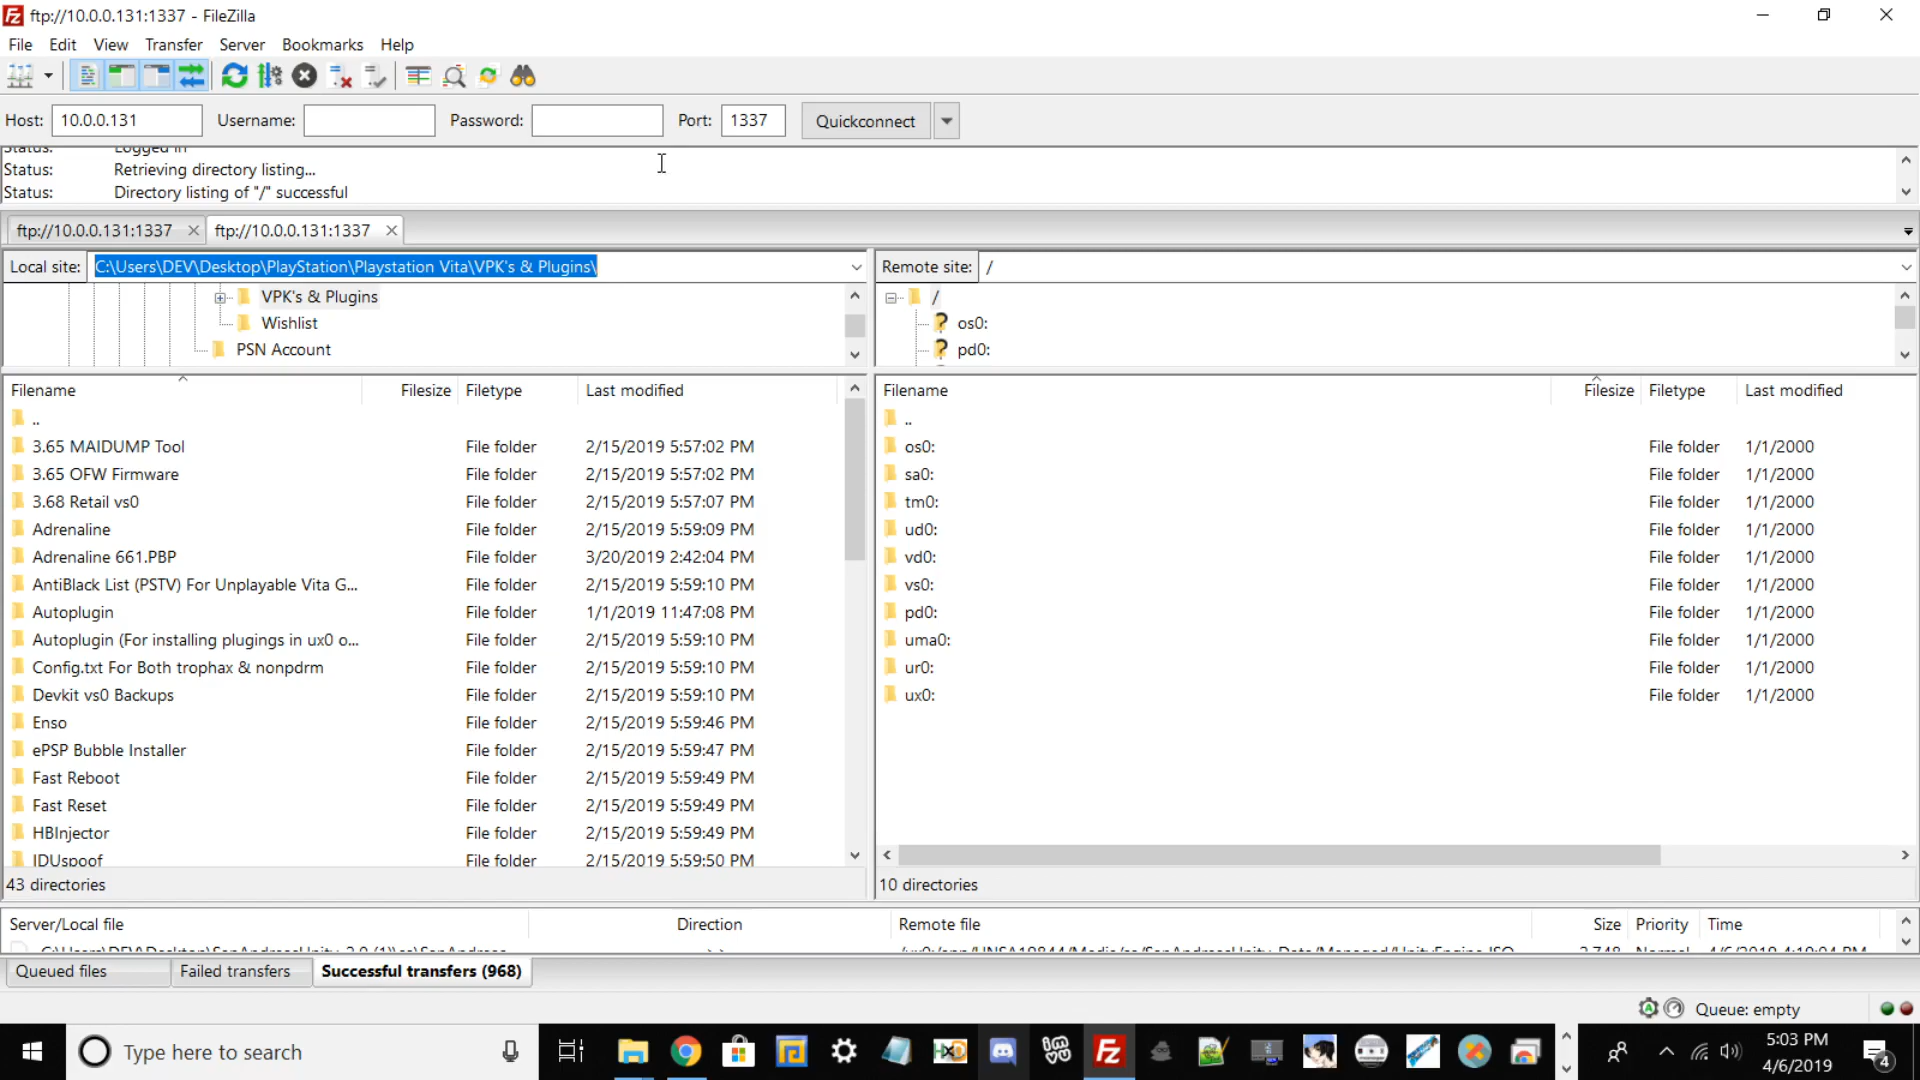 ftp://10.0.0.131:1337 - FileZilla
File Edit View Transfer Server Bookmarks Help
Host: 10.0.0.131 Username: Password: Port: 1337 Quickconnect
Status: Logged in
Status: Retrieving directory listing...
Status: Directory listing of "/" successful
ftp://10.0.0.131:1337 ftp://10.0.0.131:1337
Local site: C:\Users\DEV\Desktop\PlayStation\Playstation Vita\VPK's & Plugins\
VPK's & Plugins
Wishlist
PSN Account
Filename Filesize Filetype Last modified
..
3.65 MAIDUMP Tool File folder 2/15/2019 5:57:02 PM
3.65 OFW Firmware File folder 2/15/2019 5:57:02 PM
3.68 Retail vs0 File folder 2/15/2019 5:57:07 PM
Adrenaline File folder 2/15/2019 5:59:09 PM
Adrenaline 661.PBP File folder 3/20/2019 2:42:04 PM
AntiBlack List (PSTV) For Unplayable Vita G... File folder 2/15/2019 5:59:10 PM
Autoplugin File folder 1/1/2019 11:47:08 PM
Autoplugin (For installing plugings in ux0 o... File folder 2/15/2019 5:59:10 PM
Config.txt For Both trophax & nonpdrm File folder 2/15/2019 5:59:10 PM
Devkit vs0 Backups File folder 2/15/2019 5:59:10 PM
Enso File folder 2/15/2019 5:59:46 PM
ePSP Bubble Installer File folder 2/15/2019 5:59:47 PM
Fast Reboot File folder 2/15/2019 5:59:49 PM
Fast Reset File folder 2/15/2019 5:59:49 PM
HBInjector File folder 2/15/2019 5:59:49 PM
IDUspoof File folder 2/15/2019 5:59:50 PM
43 directories
Remote site: /
/
os0:
pd0:
Filename Filesize Filetype Last modified
..
os0: File folder 1/1/2000
sa0: File folder 1/1/2000
tm0: File folder 1/1/2000
ud0: File folder 1/1/2000
vd0: File folder 1/1/2000
vs0: File folder 1/1/2000
pd0: File folder 1/1/2000
uma0: File folder 1/1/2000
ur0: File folder 1/1/2000
ux0: File folder 1/1/2000
10 directories
Server/Local file Direction Remote file Size Priority Time
Queued files Failed transfers Successful transfers (968)
Queue: empty
Type here to search
5:03 PM
4/6/2019
4